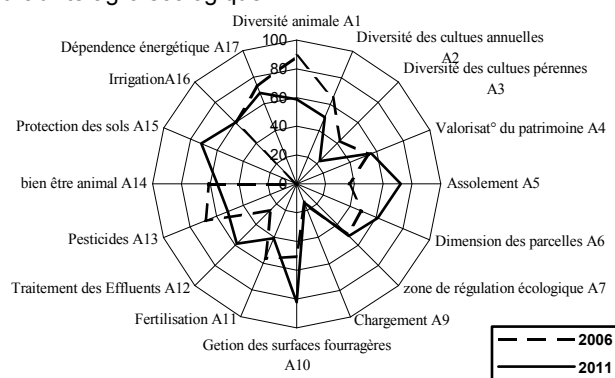 Diversité animale A1
Diversité des cultues annuelles
A2
Diversité des cultues pérennes
A3
Valorisat° du patrimoine A4
Assolement A5
Dimension des parcelles A6
zone de régulation écologique A7
Chargement A9
Getion des surfaces fourragères
A10
Fertilisation A11
Traitement des Effluents A12
Pesticides A13
bien être animal A14
Protection des sols A15
IrrigationA16
Dépendence énergétique A17
100
80
60
40
20
0
2006
2011